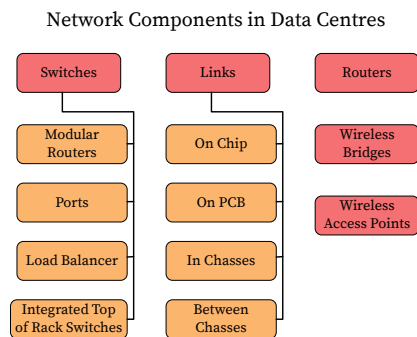 Network Components in Data Centres
Switches
Modular
Routers
Ports
Load Balancer
Integrated Top
of Rack Switches
Links
On Chip
On PCB
In Chasses
Between
Chasses
Routers
Wireless
Bridges
Wireless
Access Points